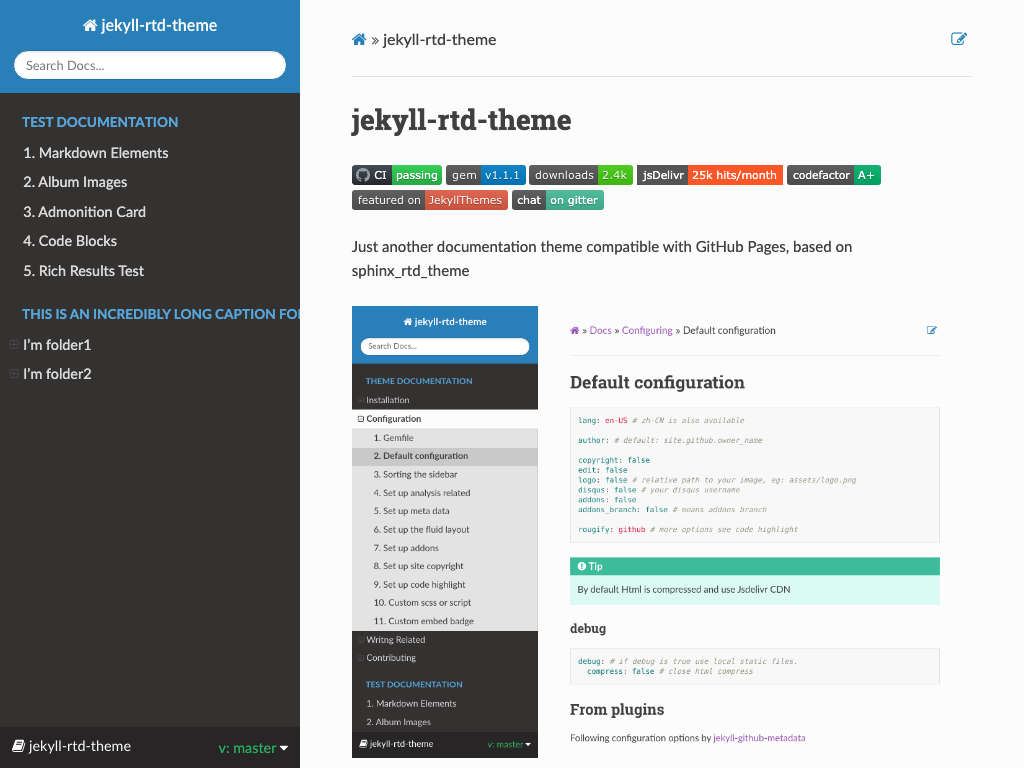 jekyll-rtd-theme
Search Docs...
TEST DOCUMENTATION
1. Markdown Elements
2. Album Images
3. Admonition Card
4. Code Blocks
5. Rich Results Test
THIS IS AN INCREDIBLY LONG CAPTION FO
I'm folder1
I'm folder2
jekyll-rtd-theme
v: master
» jekyll-rtd-theme
jekyll-rtd-theme
CI passing gem v1.1.1 downloads 2.4k jsDelivr 25k hits/month codefactor A+
featured on JekyllThemes chat on gitter
Just another documentation theme compatible with GitHub Pages, based on
sphinx_rtd_theme
jekyll-rtd-theme
Search Docs...
THEME DOCUMENTATION
Installation
Configuration
1. Gemfile
2. Default configuration
3. Sorting the sidebar
4. Set up analysis related
5. Set up meta data
6. Set up the fluid layout
7. Set up addons
8. Set up site copyright
9. Set up code highlight
10. Custom scss or script
11. Custom embed badge
Writng Related
Contributing
TEST DOCUMENTATION
1. Markdown Elements
2. Album Images
jekyll-rtd-theme
v: master
» Docs » Configuring » Default configuration
Default configuration
lang: en-US # zh-CN is also available
author: # default: site.github.owner_name
copyright: false
edit: false
logo: false # relative path to your image, eg: assets/logo.png
disqus: false # your disqus username
addons: false
addons_branch: false # moans addons branch
rougify: github # more options see code highlight
Tip
By default Html is compressed and use Jsdelivr CDN
debug
debug: # if debug is true use local static files.
compress: false # close html compress
From plugins
Following configuration options by jekyll-github-metadata